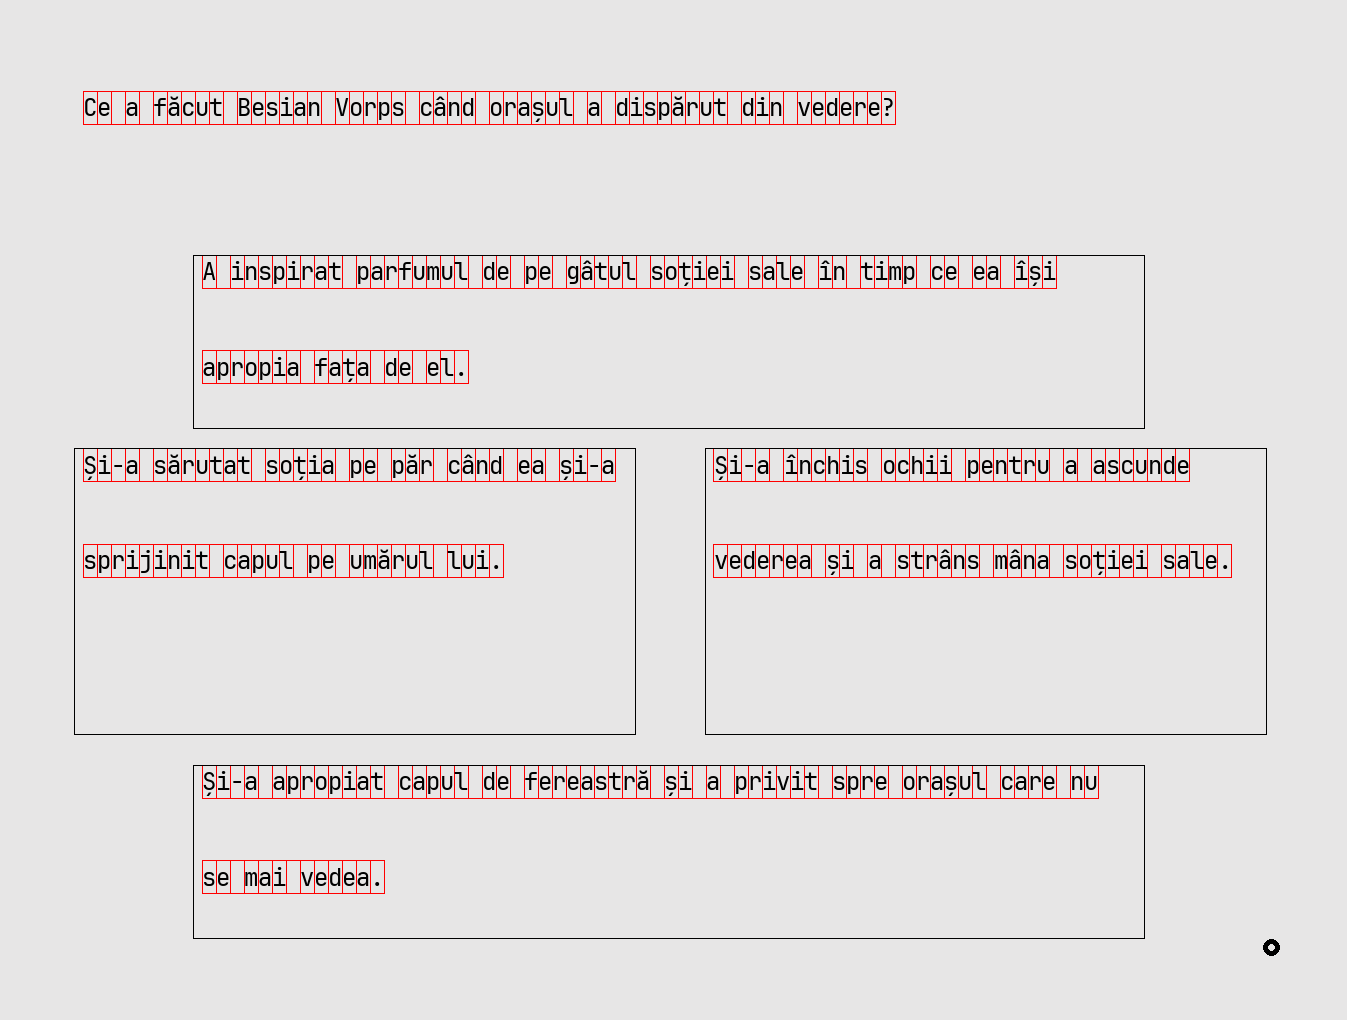 Ce a făcut Besian Vorps când orașul a dispărut din vedere?
A inspirat parfumul de pe gâtul soției sale în timp ce ea își
apropia fața de el.
Și-a sărutat soția pe păr când ea și-a
sprijinit capul pe umărul lui.
Și-a închis ochii pentru a ascunde
vederea și a strâns mâna soției sale.
Și-a apropiat capul de fereastră și a privit spre orașul care nu
se mai vedea.